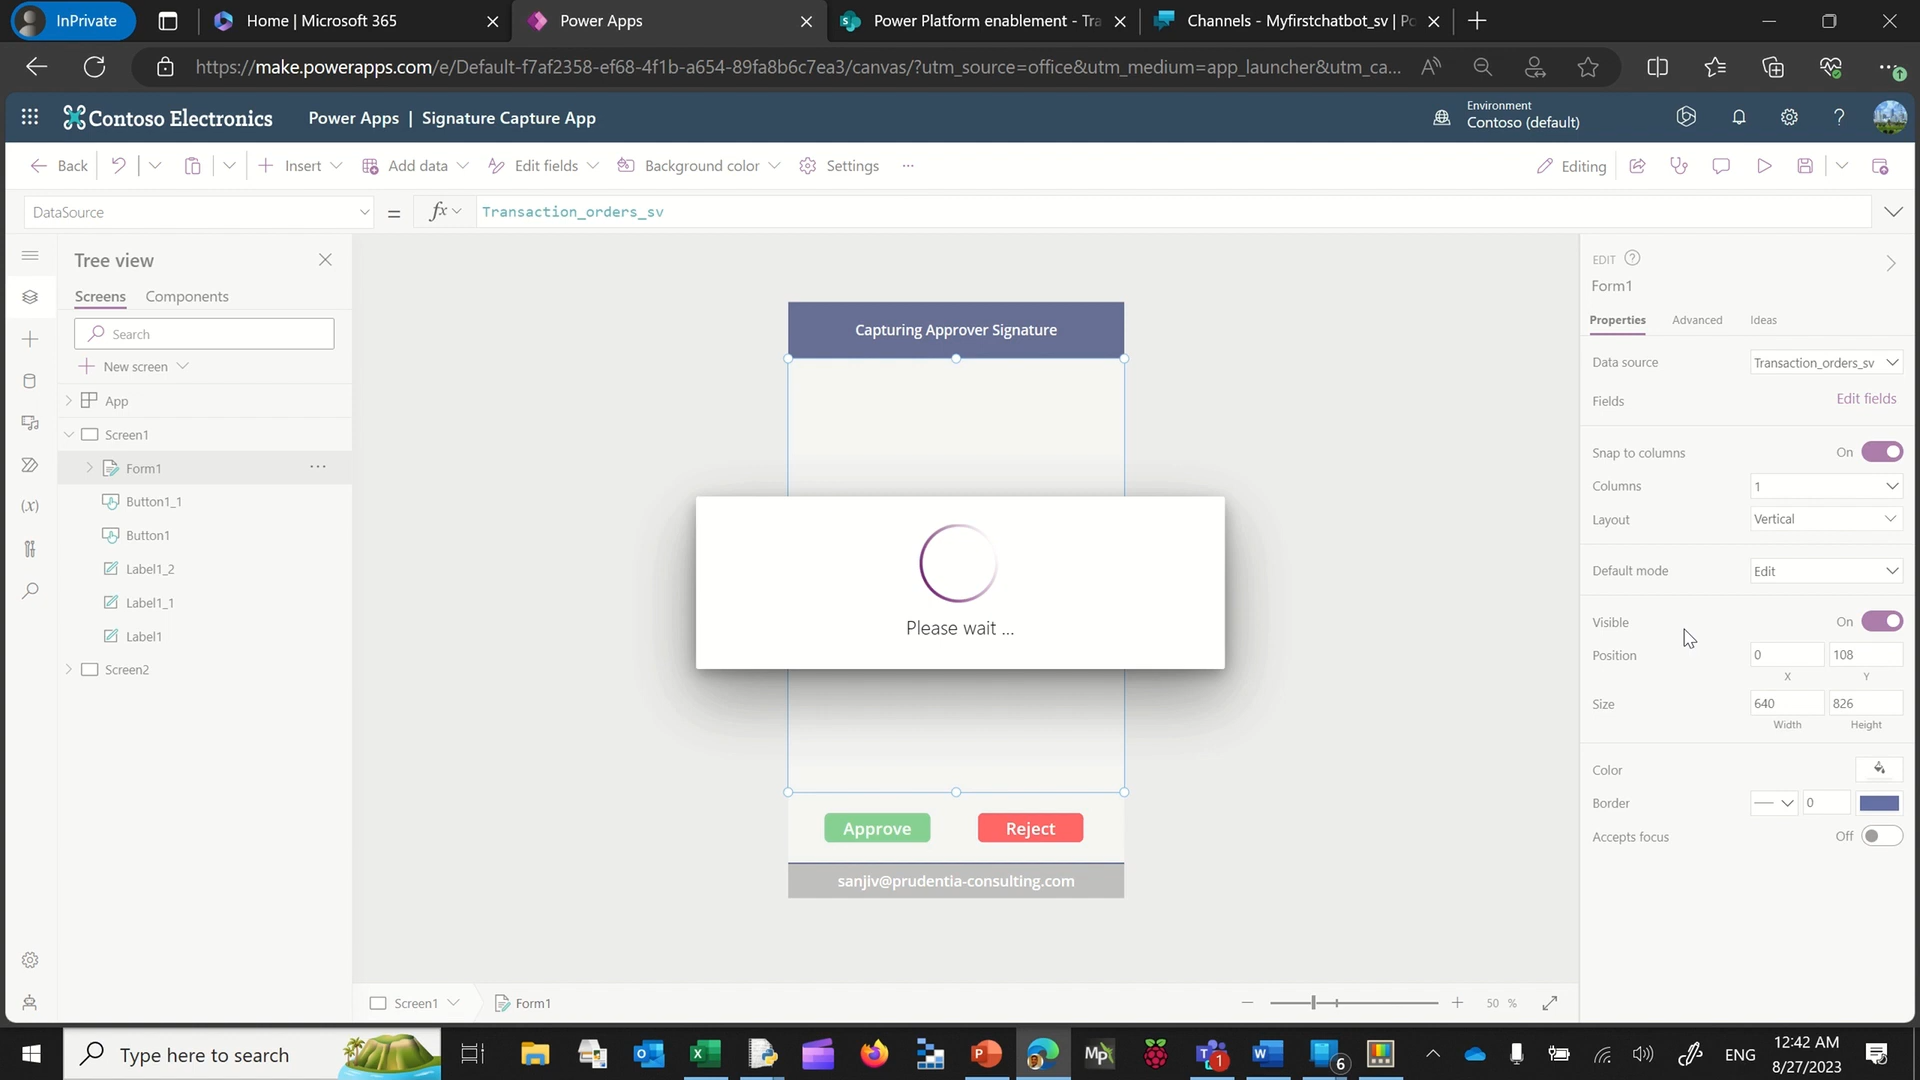 InPrivate
Home | Microsoft 365
Power Apps
Power Platform enablement - Tra
Channels - Myfirstchatbot_sv | Po
https://make.powerapps.com/e/Default-f7af2358-ef68-4f1b-a654-89fa8b6c7ea3/canvas/?utm_source=office&utm_medium=app_launcher&utm_ca...
Contoso Electronics
Power Apps | Signature Capture App
Environment
Contoso (default)
Back
Insert
Add data
Edit fields
Background color
Settings
Editing
DataSource
=
fx
Transaction_orders_sv
Tree view
Screens
Components
Search
New screen
App
Screen1
Form1
Button1_1
Button1
Label1_2
Label1_1
Label1
Screen2
Capturing Approver Signature
Please wait ...
Approve
Reject
sanjiv@prudentia-consulting.com
EDIT
Form1
Properties
Advanced
Ideas
Data source
Transaction_orders_sv
Fields
Edit fields
Snap to columns
On
Columns
1
Layout
Vertical
Default mode
Edit
Visible
On
Position
0
108
X
Y
Size
640
826
Width
Height
Color
Border
0
Accepts focus
Off
Screen1
Form1
50 %
Type here to search
Mp
1
6
ENG
12:42 AM
8/27/2023